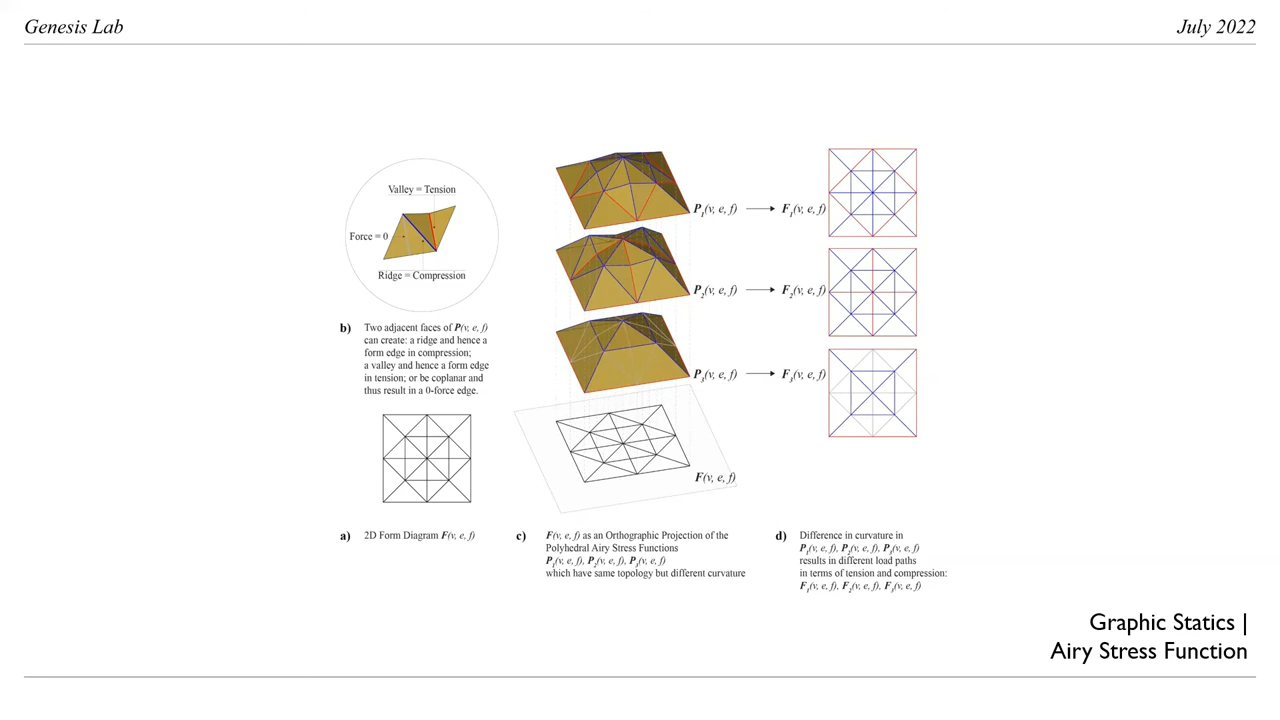 Genesis Lab
July 2022
Valley = Tension
Force = 0
Ridge = Compression
b) Two adjacent faces of P(v, e, f)
can create: a ridge and hence a
form edge in compression;
a valley and hence a form edge
in tension; or be coplanar and
thus result in a 0-force edge.
P1(v, e, f) → F1(v, e, f)
P2(v, e, f) → F2(v, e, f)
P3(v, e, f) → F3(v, e, f)
F(v, e, f)
a) 2D Form Diagram F(v, e, f)
c) F(v, e, f) as an Orthographic Projection of the
Polyhedral Airy Stress Functions
P1(v, e, f), P2(v, e, f), P3(v, e, f)
which have same topology but different curvature
d) Difference in curvature in
P1(v, e, f), P2(v, e, f), P3(v, e, f)
results in different load paths
in terms of tension and compression:
F1(v, e, f), F2(v, e, f), F3(v, e, f)
Graphic Statics |
Airy Stress Function